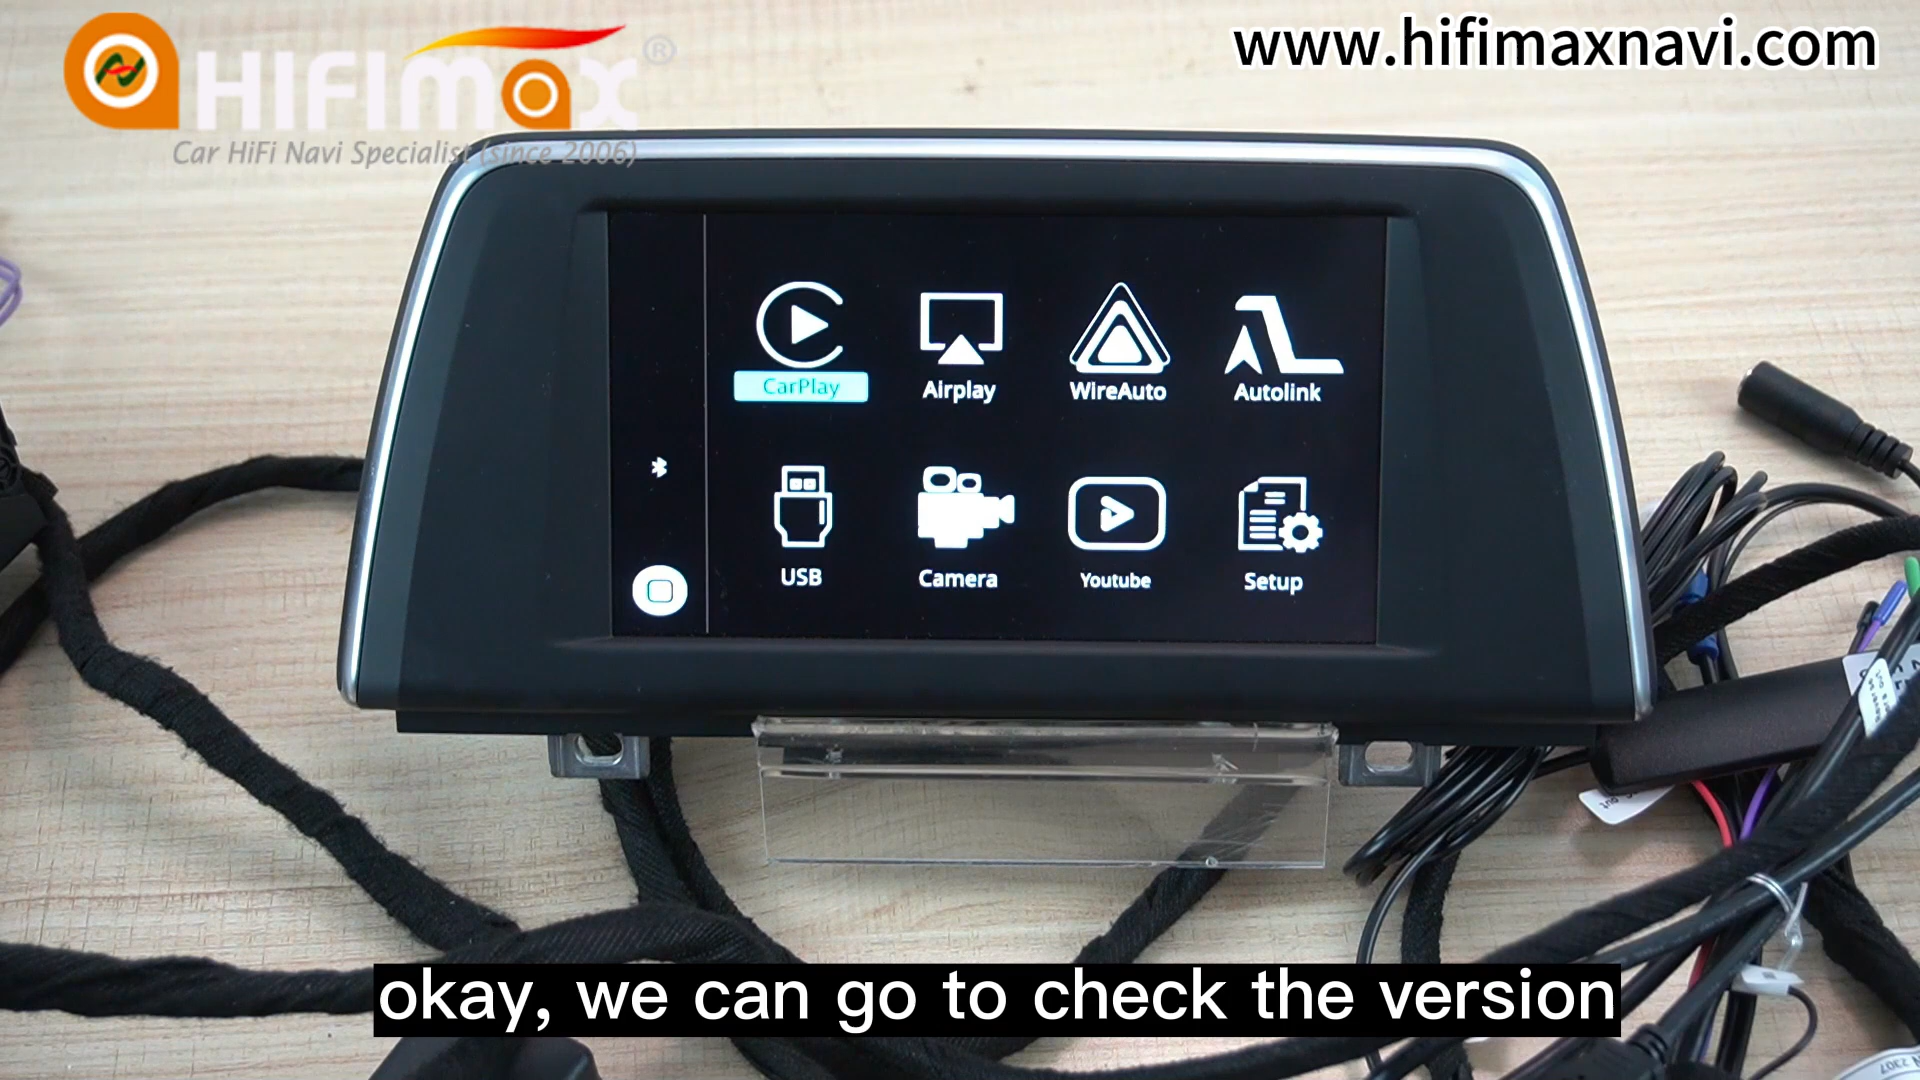 www.hifimaxnavi.com
HIFIMAX®
Car HiFi Navi Specialist (since 2006)
CarPlay
Airplay
WireAuto
Autolink
USB
Camera
Youtube
Setup
okay, we can go to check the version